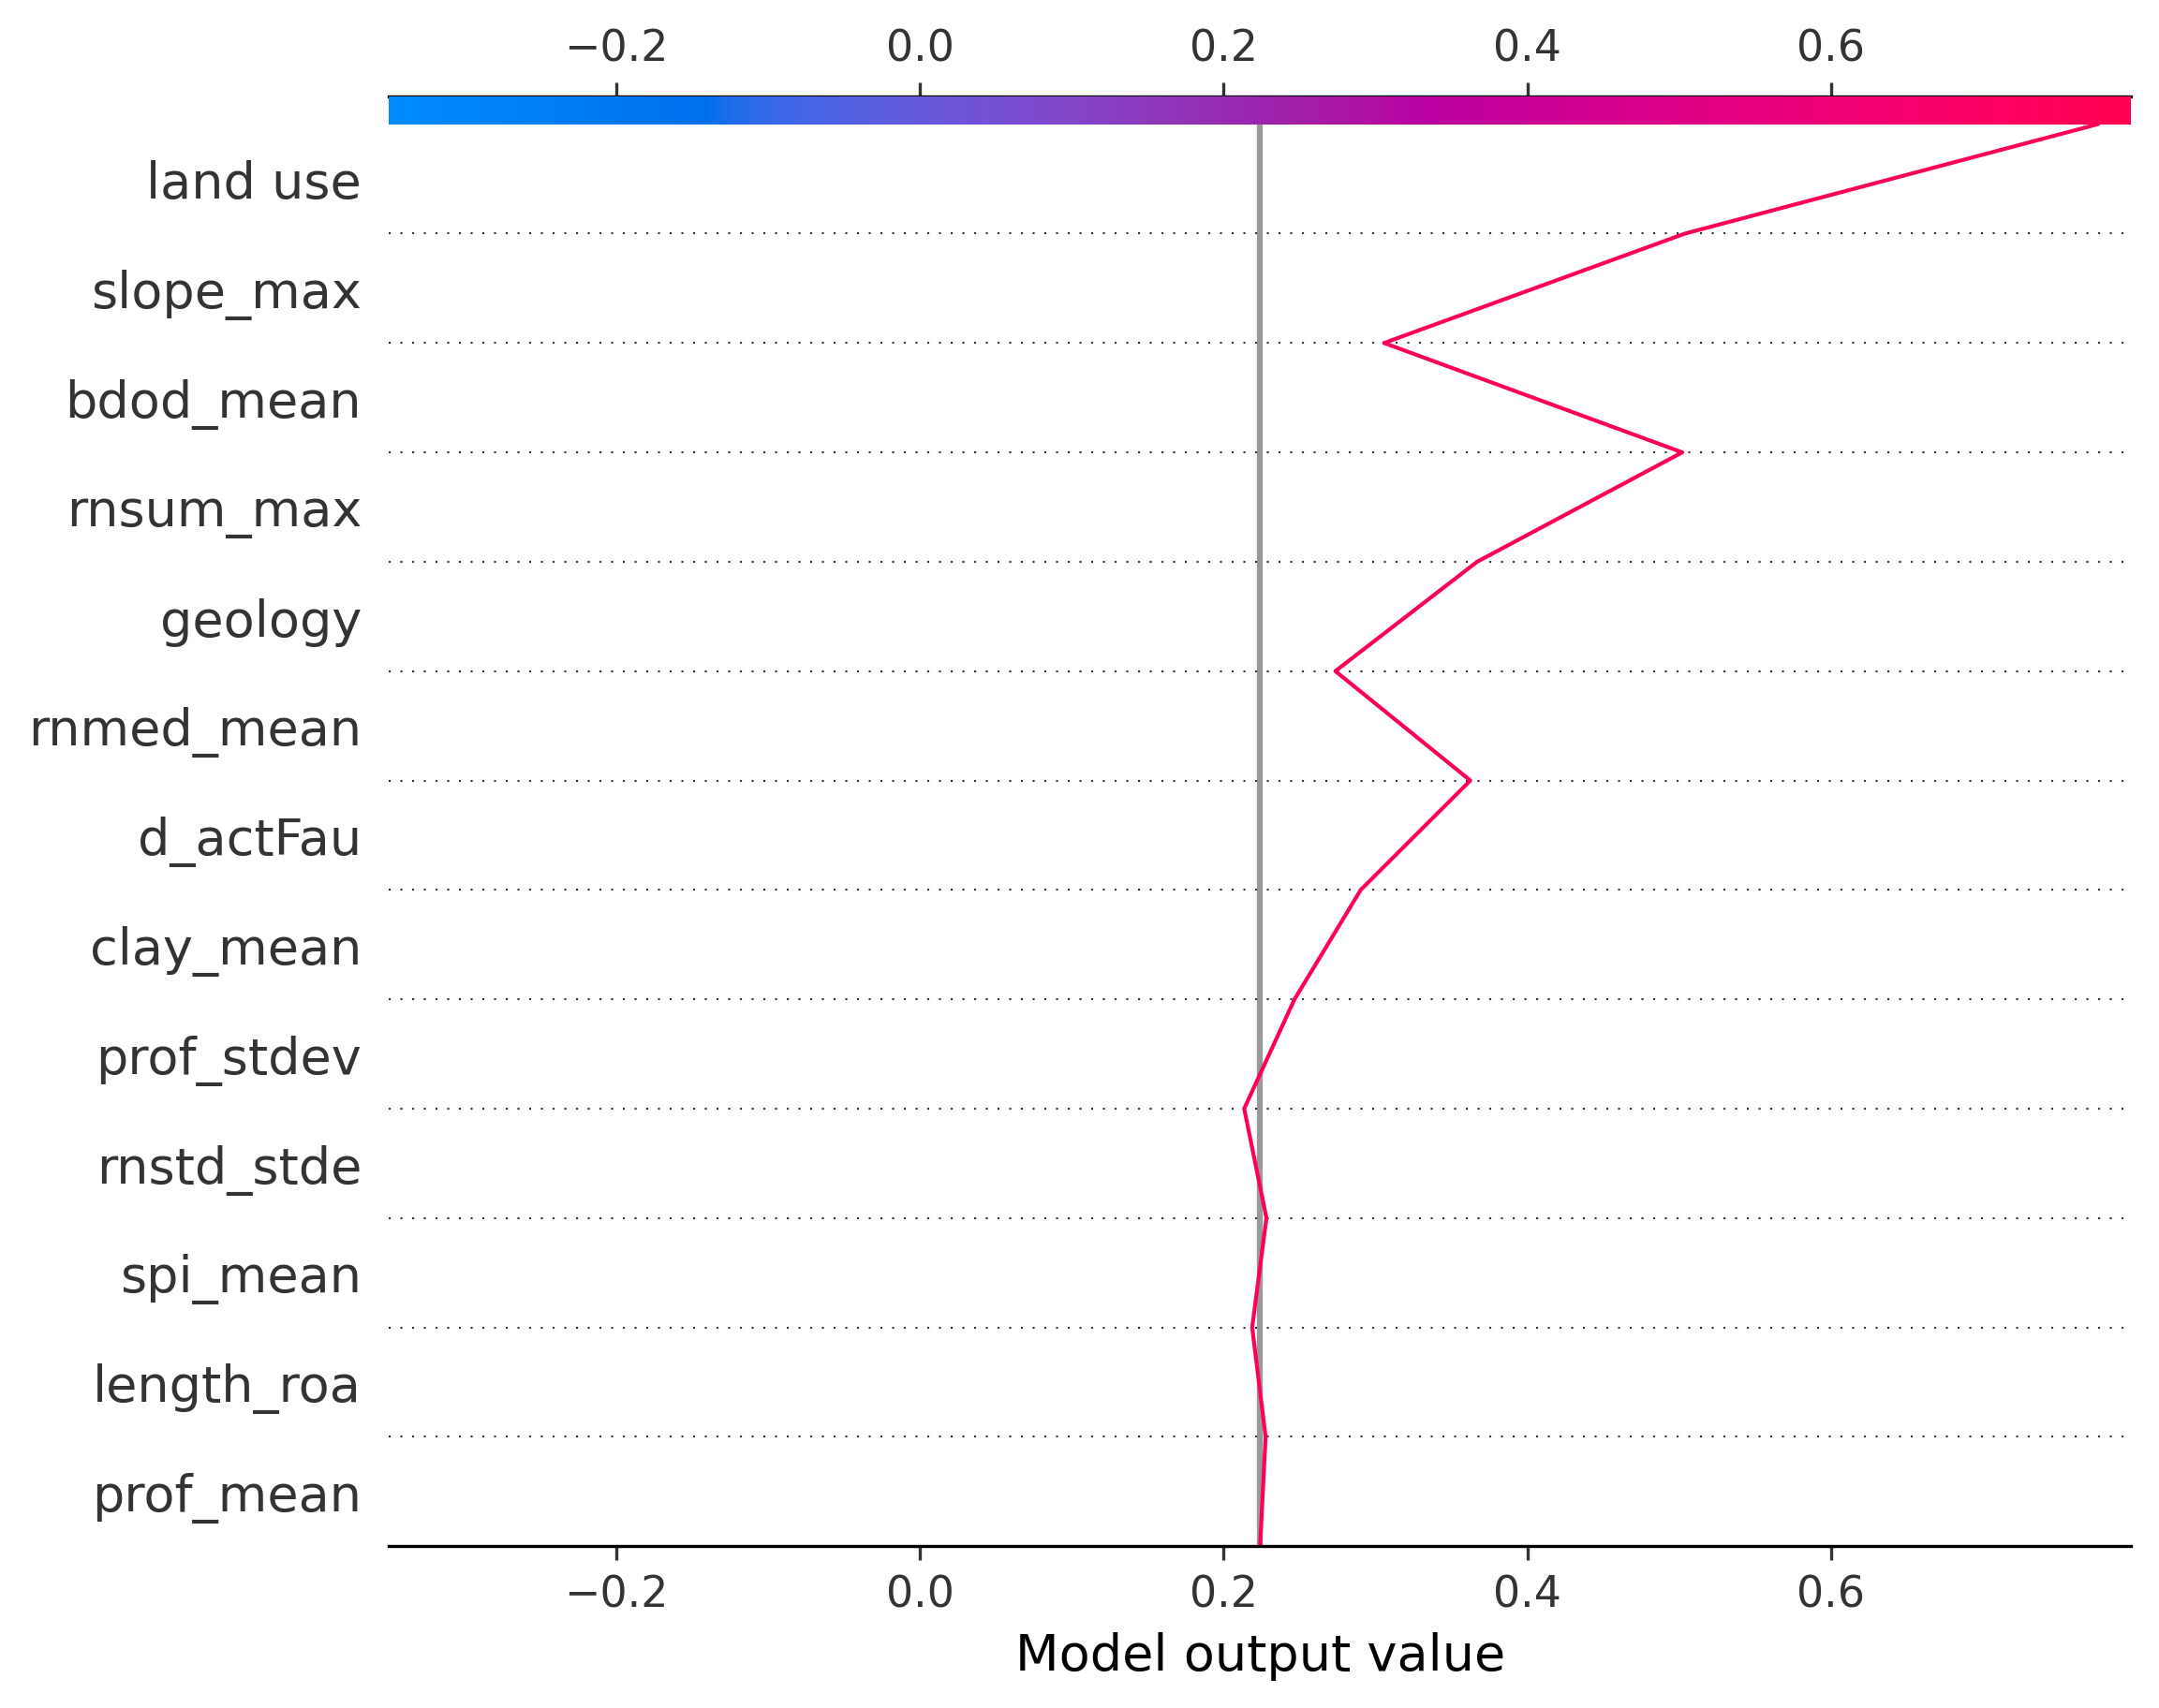 −0.2 0.0 0.2 0.4 0.6
land use
slope_max
bdod_mean
rnsum_max
geology
rnmed_mean
d_actFau
clay_mean
prof_stdev
rnstd_stde
spi_mean
length_roa
prof_mean
−0.2 0.0 0.2 0.4 0.6
Model output value